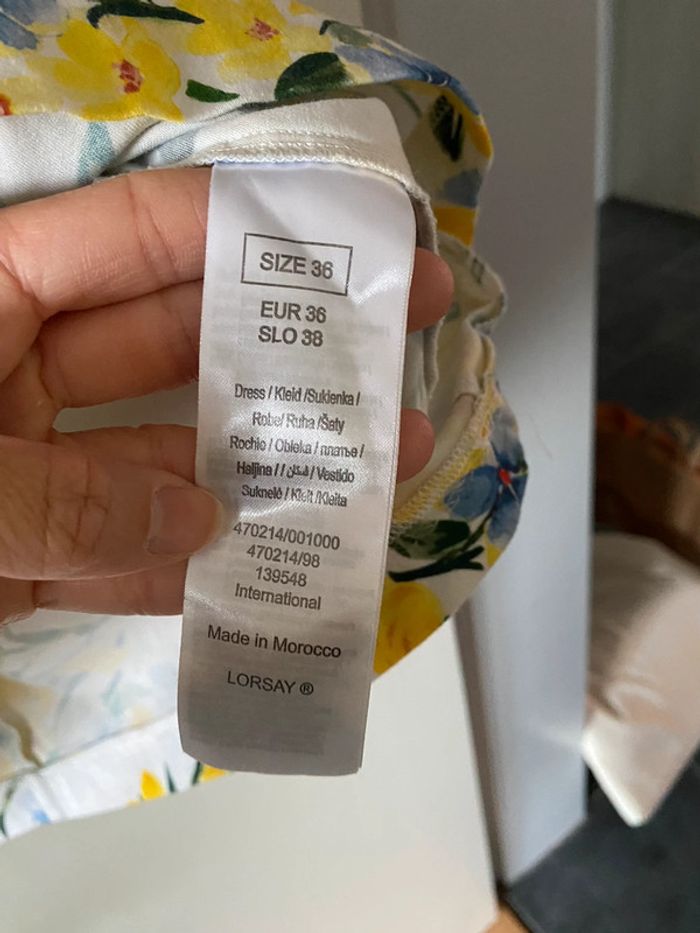 SIZE 36
EUR 36
SLO 38
Dress / Kleid /Sukienka /
Robe/ Ruha /Šaty
Rochie / Obleka / платье /
Haljina / / / Vestido
Suknelė / Kleit /Kleita
470214/001000
470214/98
139548
International
Made in Morocco
LORSAY ®